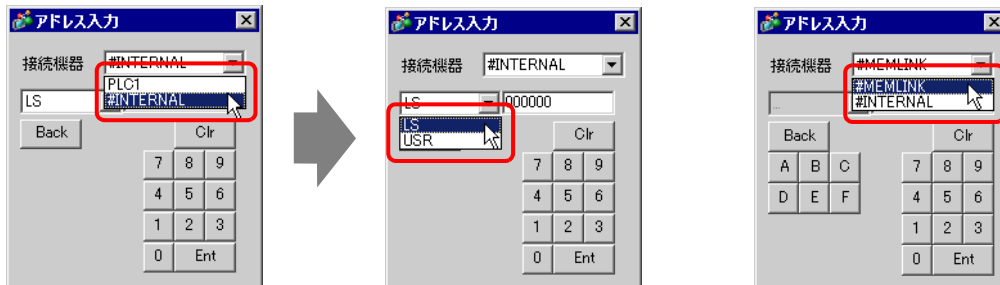 アドレス入力
接続機器 #INTERNAL
PLC1
#INTERNAL
LS
Back Clr
7 8 9
4 5 6
1 2 3
0 Ent
アドレス入力
接続機器 #INTERNAL
LS 000000
LS
USR
Clr
7 8 9
4 5 6
1 2 3
0 Ent
アドレス入力
接続機器 #MEMLINK
#MEMLINK
#INTERNAL
...
Back Clr
A B C 7 8 9
D E F 4 5 6
1 2 3
0 Ent